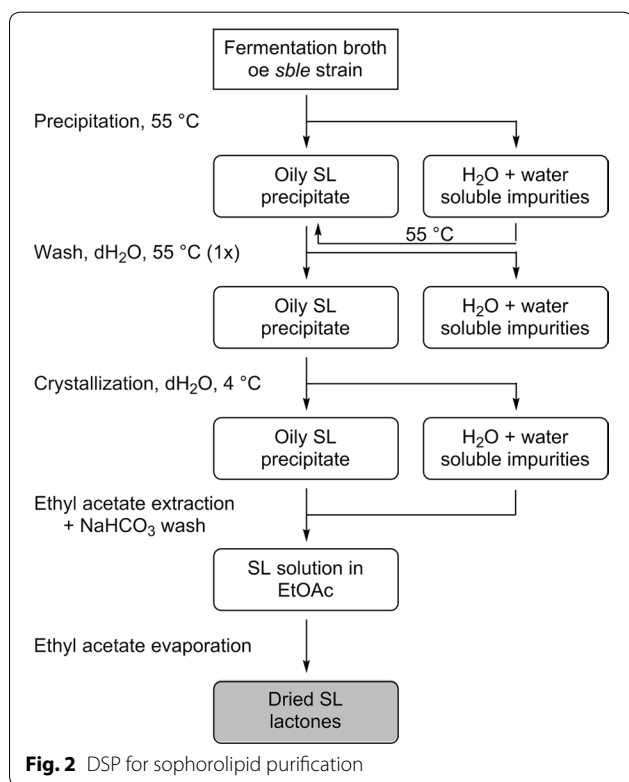 Fermentation broth
oe sble strain
Precipitation, 55 °C
Oily SL
precipitate
H₂O + water
soluble impurities
55 °C
Wash, dH₂O, 55 °C (1x)
Oily SL
precipitate
H₂O + water
soluble impurities
Crystallization, dH₂O, 4 °C
Oily SL
precipitate
H₂O + water
soluble impurities
Ethyl acetate extraction
+ NaHCO₃ wash
SL solution in
EtOAc
Ethyl acetate evaporation
Dried SL
lactones
Fig. 2 DSP for sophorolipid purification